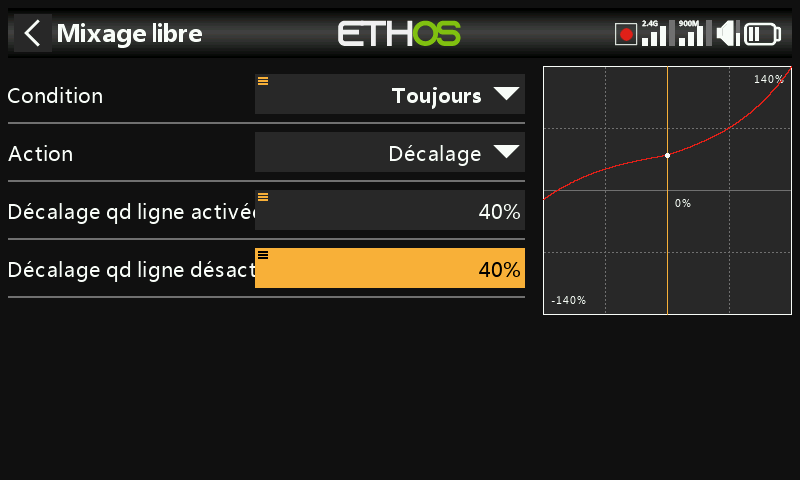 Mixage libre
ETHOS
2.4G
900M
Condition
Toujours
Action
Décalage
Décalage qd ligne activée
40%
Décalage qd ligne désact
40%
140%
0%
-140%